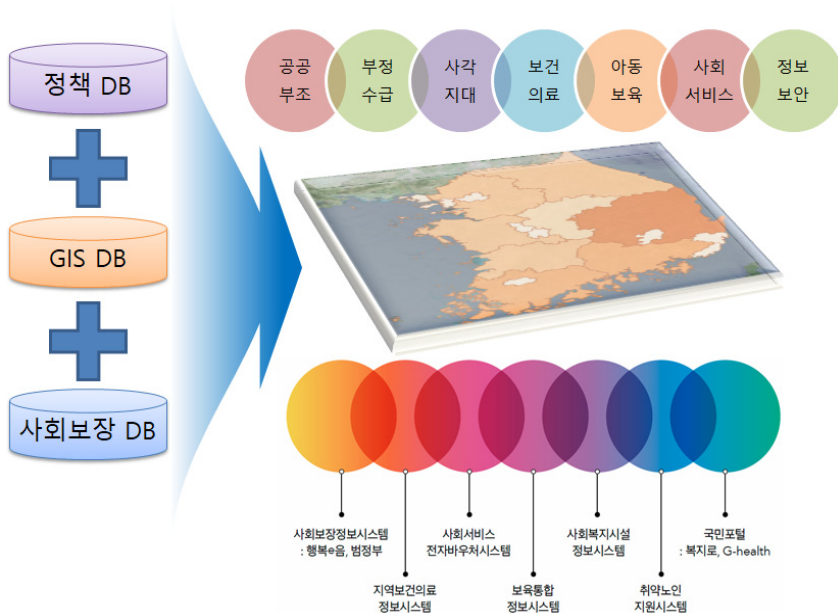 정책 DB
GIS DB
사회보장 DB
공공
부조
부정
수급
사각
지대
보건
의료
아동
보육
사회
서비스
정보
보안
사회보장정보시스템
: 행복e음, 범정부
지역보건의료
정보시스템
사회서비스
전자바우처시스템
보육통합
정보시스템
사회복지시설
정보시스템
취약노인
지원시스템
국민포털
: 복지로, G-health